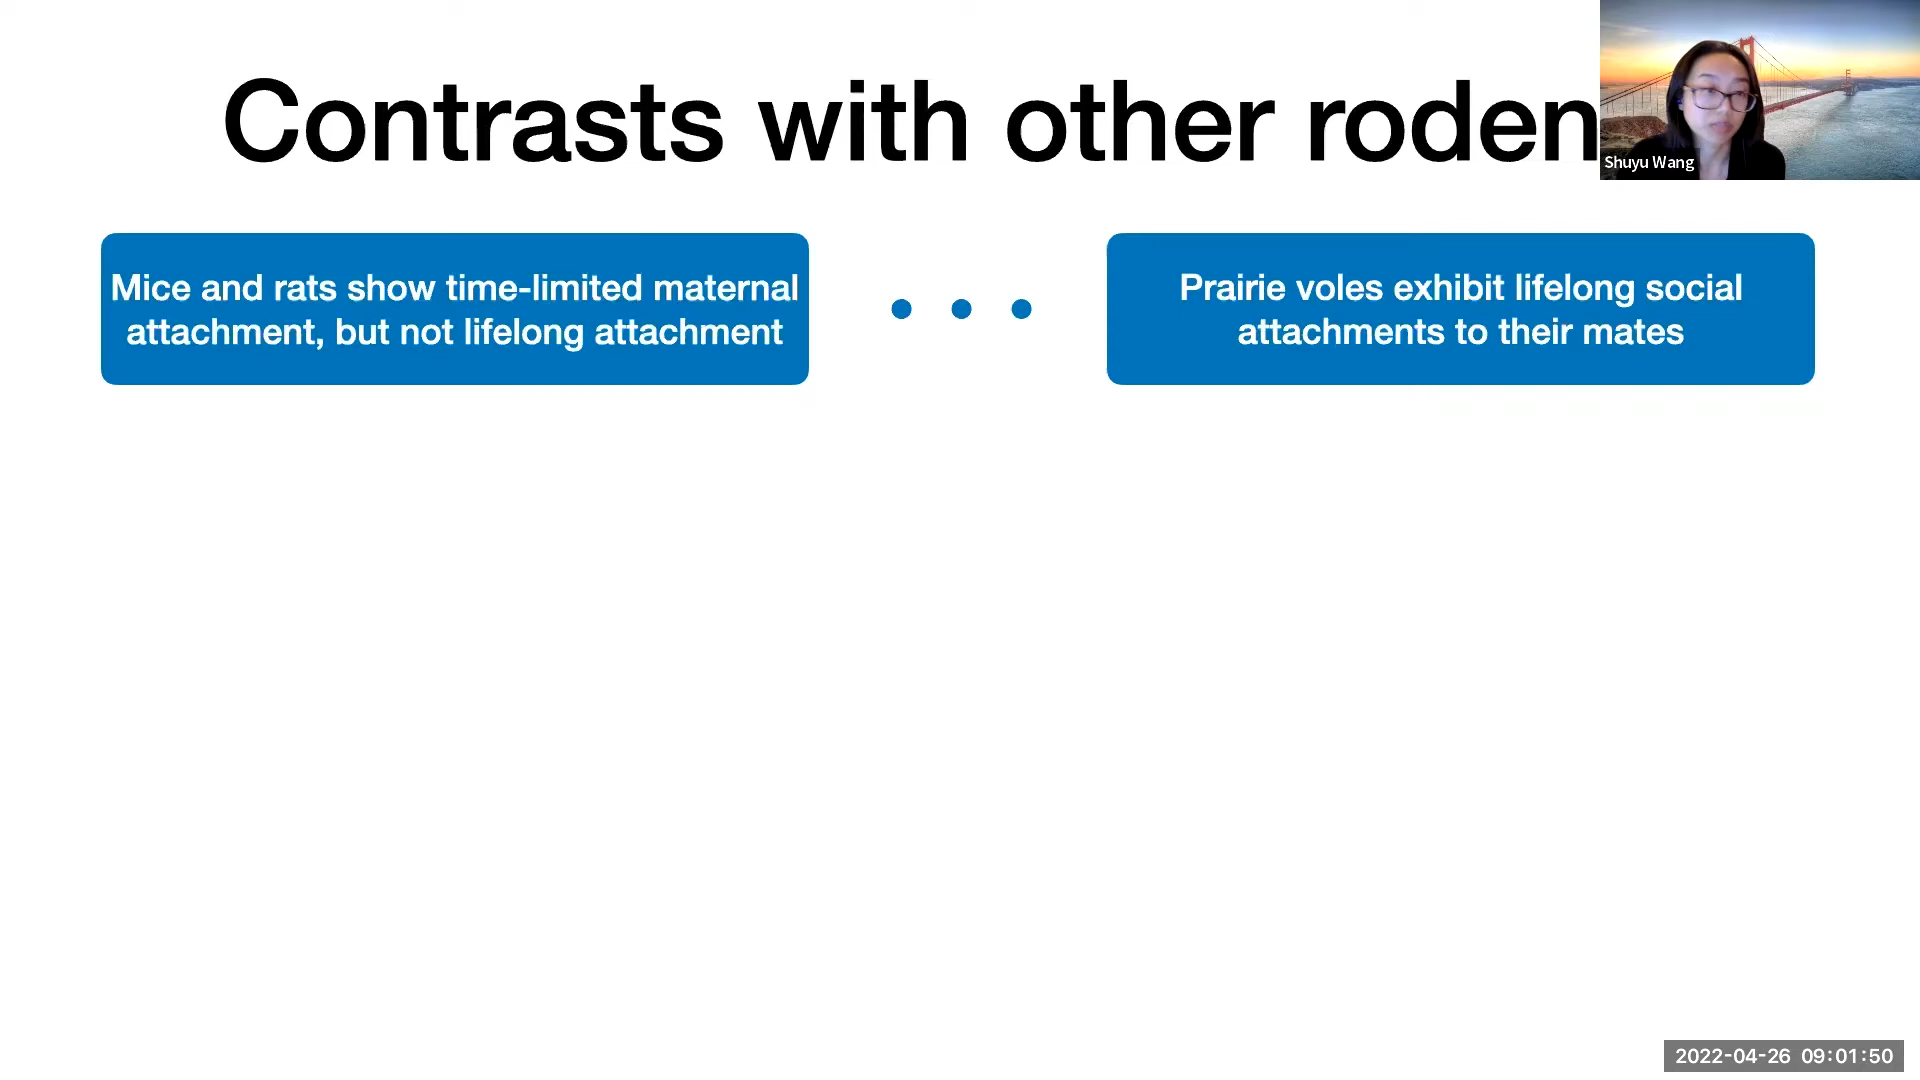 Contrasts with other roden
Shuyu Wang
Mice and rats show time-limited maternal
attachment, but not lifelong attachment
Prairie voles exhibit lifelong social
attachments to their mates
2022-04-26 09:01:50